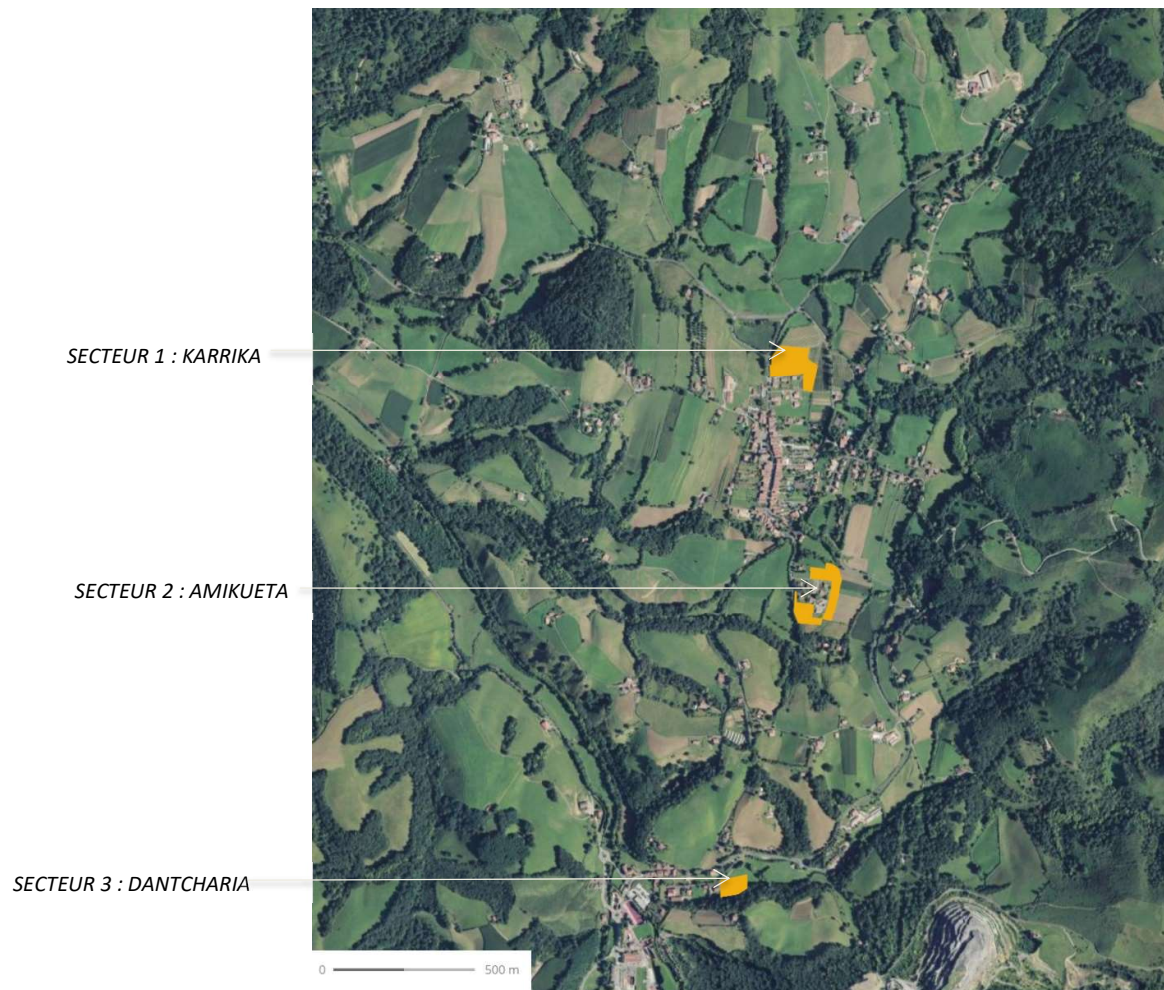 SECTEUR 1 : KARRIKA
SECTEUR 2 : AMIKUETA
SECTEUR 3 : DANTCHARIA
0 500 m